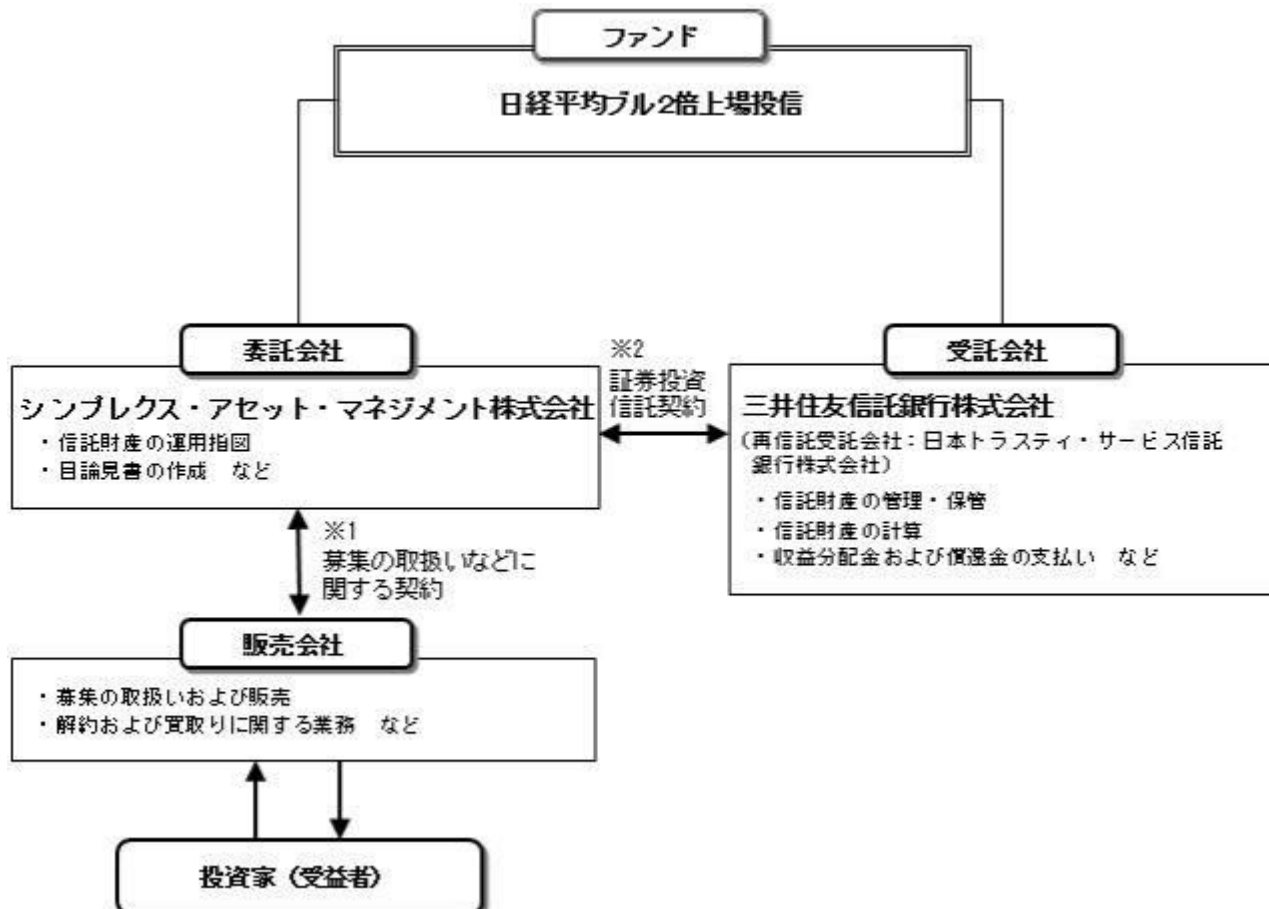 ファンド
日経平均ブル2倍上場投信
委託会社
シンプレクス・アセット・マネジメント株式会社
・信託財産の運用指図
・目論見書の作成　など
※2
証券投資
信託契約
受託会社
三井住友信託銀行株式会社
(再信託受託会社：日本トラスティ・サービス信託
銀行株式会社)
・信託財産の管理・保管
・信託財産の計算
・収益分配金および償還金の支払い　など
※1
募集の取扱いなどに
関する契約
販売会社
・募集の取扱いおよび販売
・解約および買取りに関する業務　など
投資家（受益者）